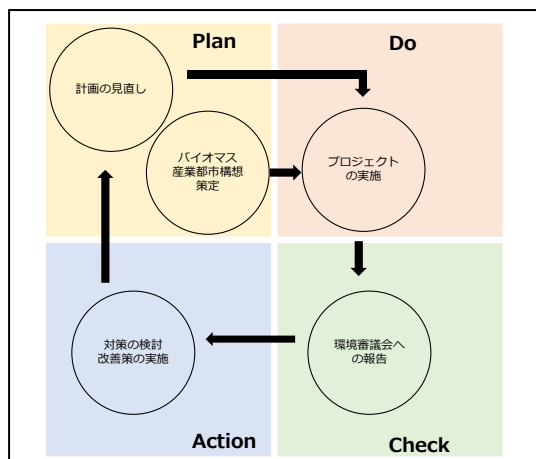 Plan
Do
計画の見直し
バイオマス
産業都市構想
策定
プロジェクト
の実施
対策の検討
改善策の実施
環境審議会へ
の報告
Action
Check